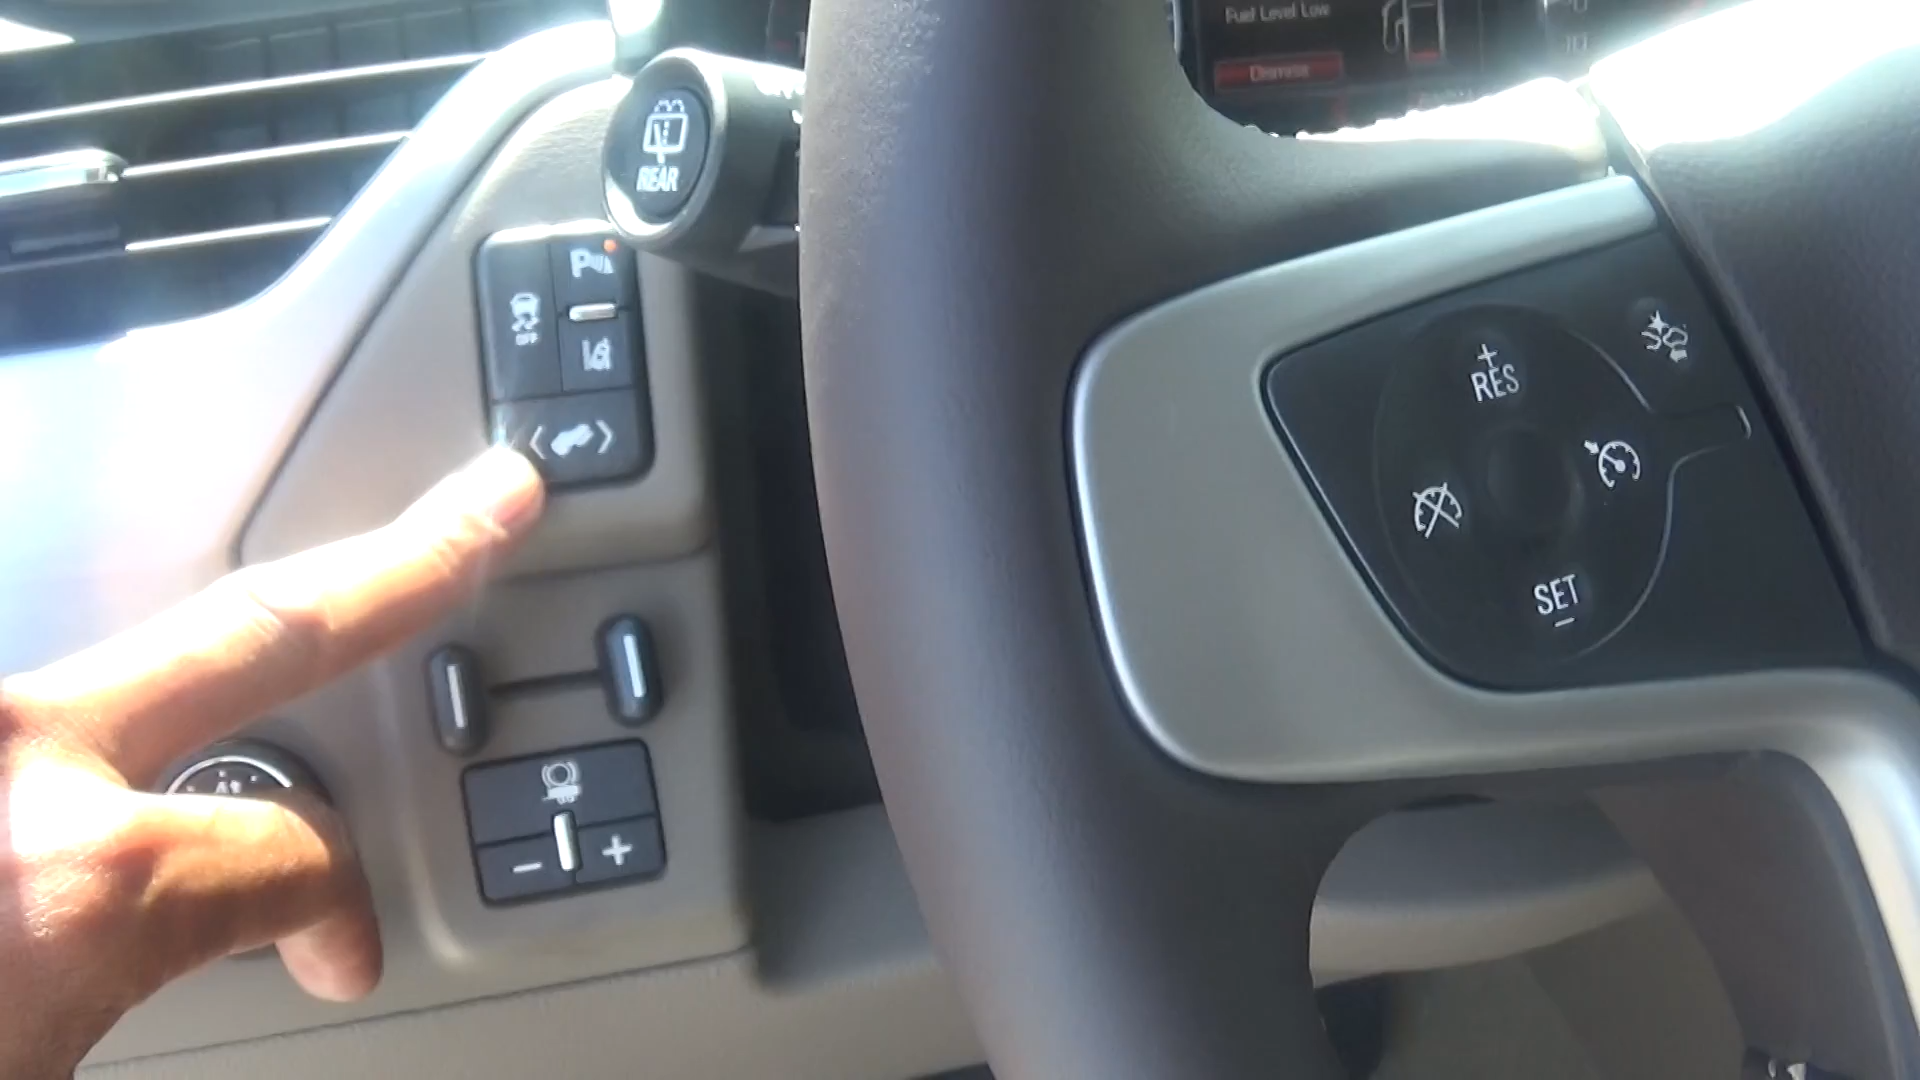 Fuel Level Low
Dismiss
REAR
P
OFF
+
RES
SET
−
− +